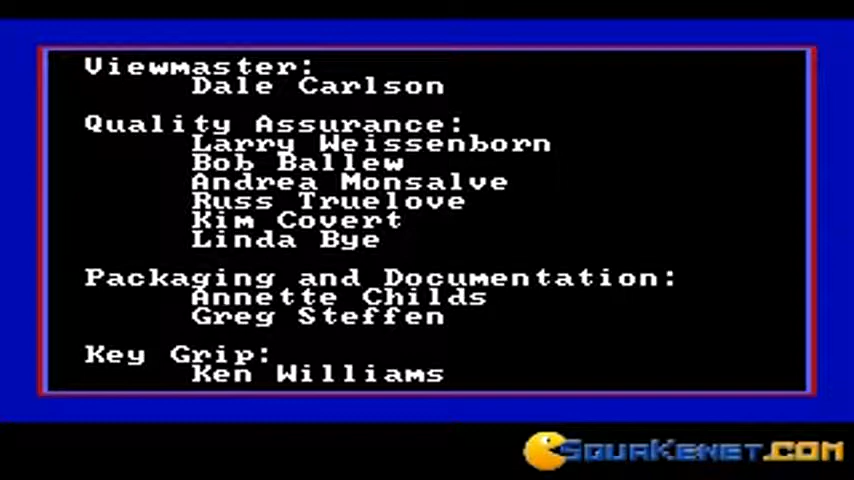 Viewmaster:
Dale Carlson
Quality Assurance:
Larry Weissenborn
Bob Ballew
Andrea Monsalve
Russ Truelove
Kim Covert
Linda Bye
Packaging and Documentation:
Annette Childs
Greg Steffen
Key Grip:
Ken Williams
SquaKenet.com